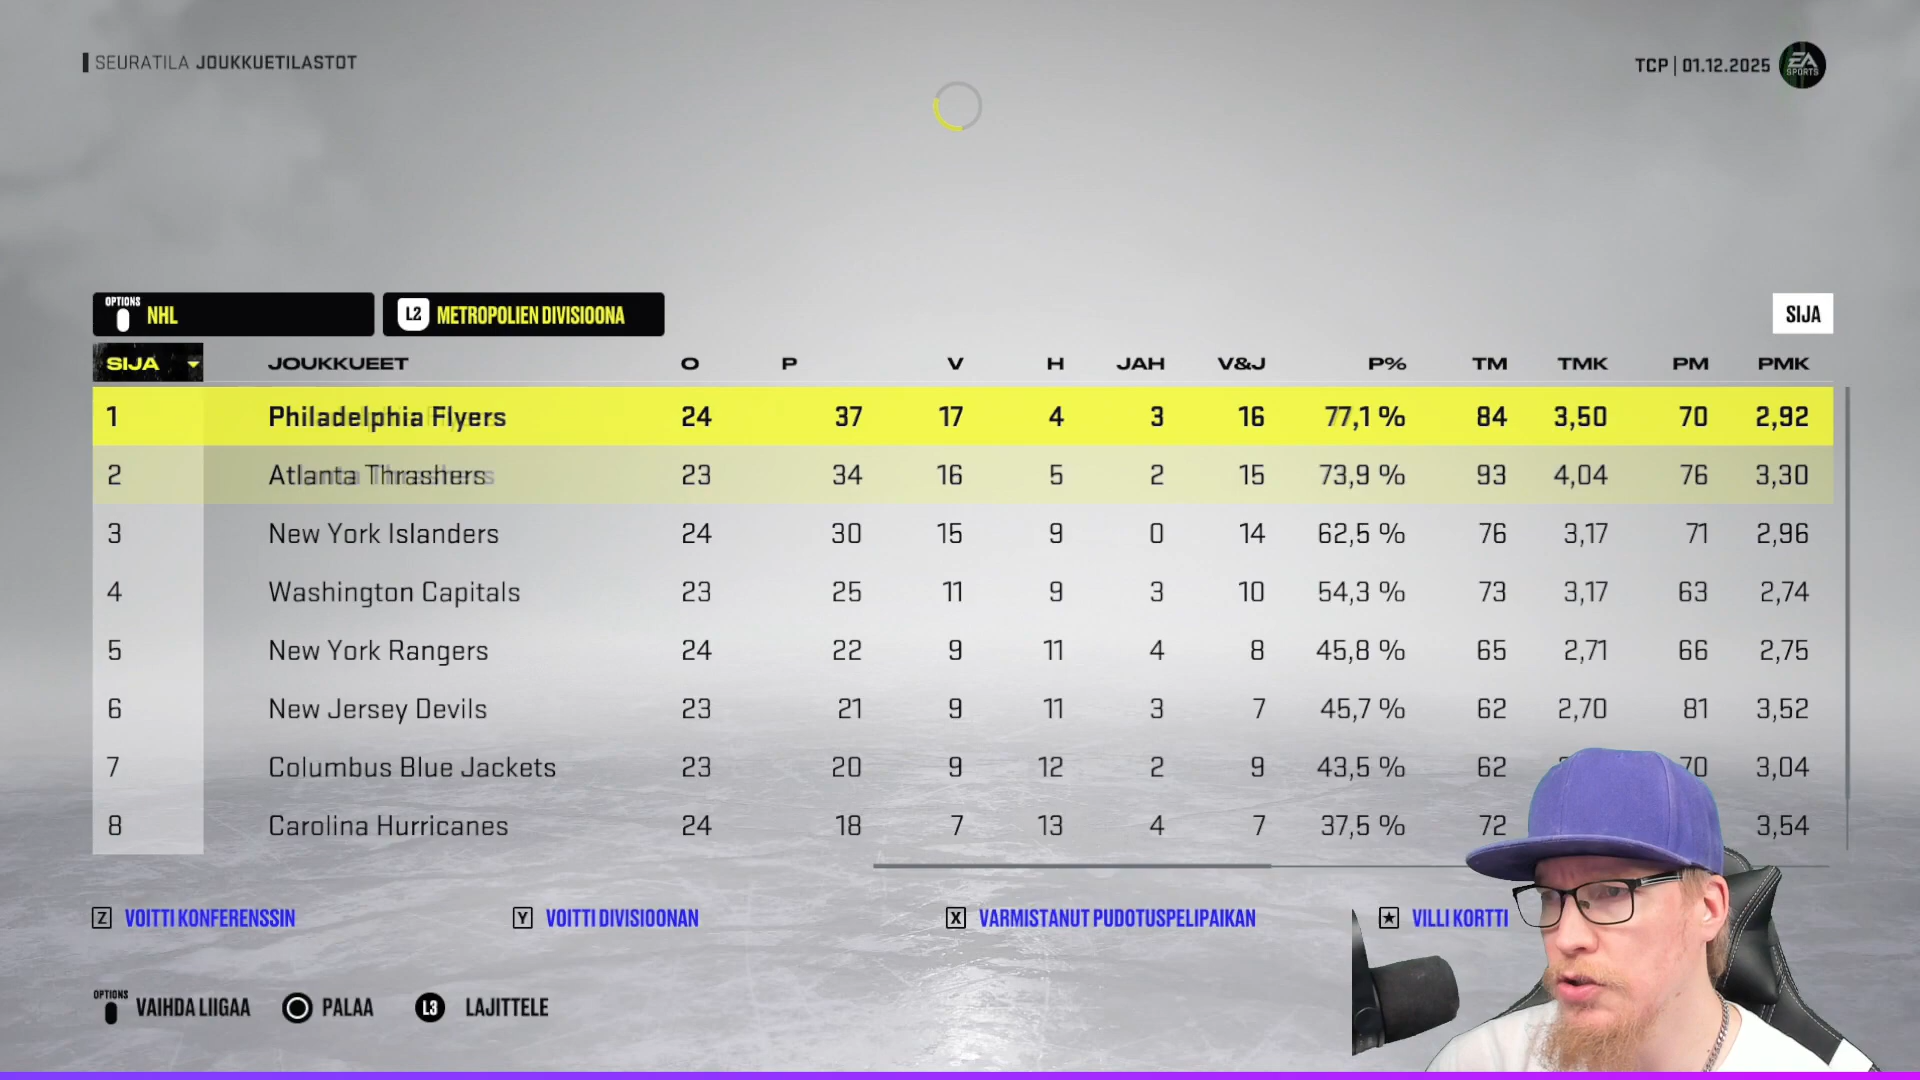 SEURATILA JOUKKUETILASTOT
TCP | 01.12.2025
EA SPORTS
OPTIONS NHL
L2 METROPOLIEN DIVISIOONA
SIJA
SIJA JOUKKUEET O P V H JAH V&J P% TM TMK PM PMK
1 Philadelphia Flyers 24 37 17 4 3 16 77,1 % 84 3,50 70 2,92
2 Atlanta Thrashers 23 34 16 5 2 15 73,9 % 93 4,04 76 3,30
3 New York Islanders 24 30 15 9 0 14 62,5 % 76 3,17 71 2,96
4 Washington Capitals 23 25 11 9 3 10 54,3 % 73 3,17 63 2,74
5 New York Rangers 24 22 9 11 4 8 45,8 % 65 2,71 66 2,75
6 New Jersey Devils 23 21 9 11 3 7 45,7 % 62 2,70 81 3,52
7 Columbus Blue Jackets 23 20 9 12 2 9 43,5 % 62 70 3,04
8 Carolina Hurricanes 24 18 7 13 4 7 37,5 % 72 3,54
Z VOITTI KONFERENSSIN
Y VOITTI DIVISIOONAN
X VARMISTANUT PUDOTUSPELIPAIKAN
★ VILLI KORTTI
OPTIONS VAIHDA LIIGAA
PALAA
L3 LAJITTELE